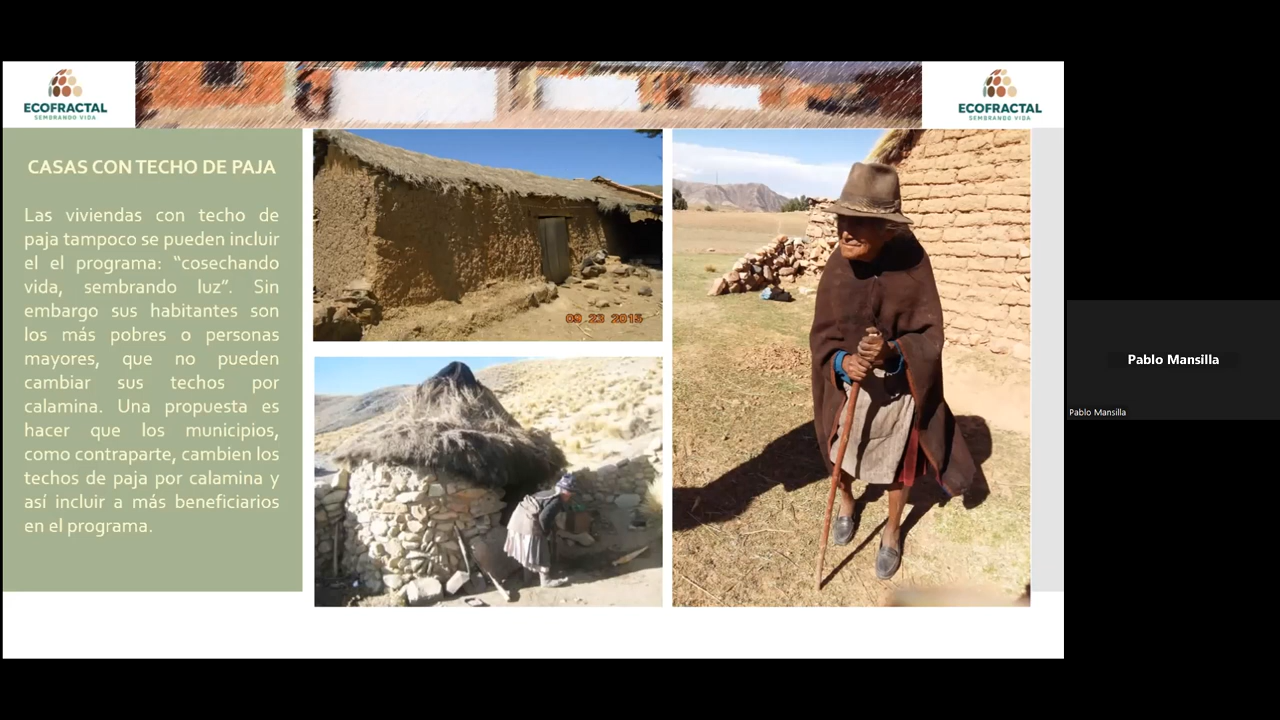 ECOFRACTAL
SEMBRANDO VIDA
ECOFRACTAL
SEMBRANDO VIDA
CASAS CON TECHO DE PAJA
Las viviendas con techo de
paja tampoco se pueden incluir
el el programa: “cosechando
vida, sembrando luz”. Sin
embargo sus habitantes son
los más pobres o personas
mayores, que no pueden
cambiar sus techos por
calamina. Una propuesta es
hacer que los municipios,
como contraparte, cambien los
techos de paja por calamina y
así incluir a más beneficiarios
en el programa.
09 23 2015
Pablo Mansilla
Pablo Mansilla